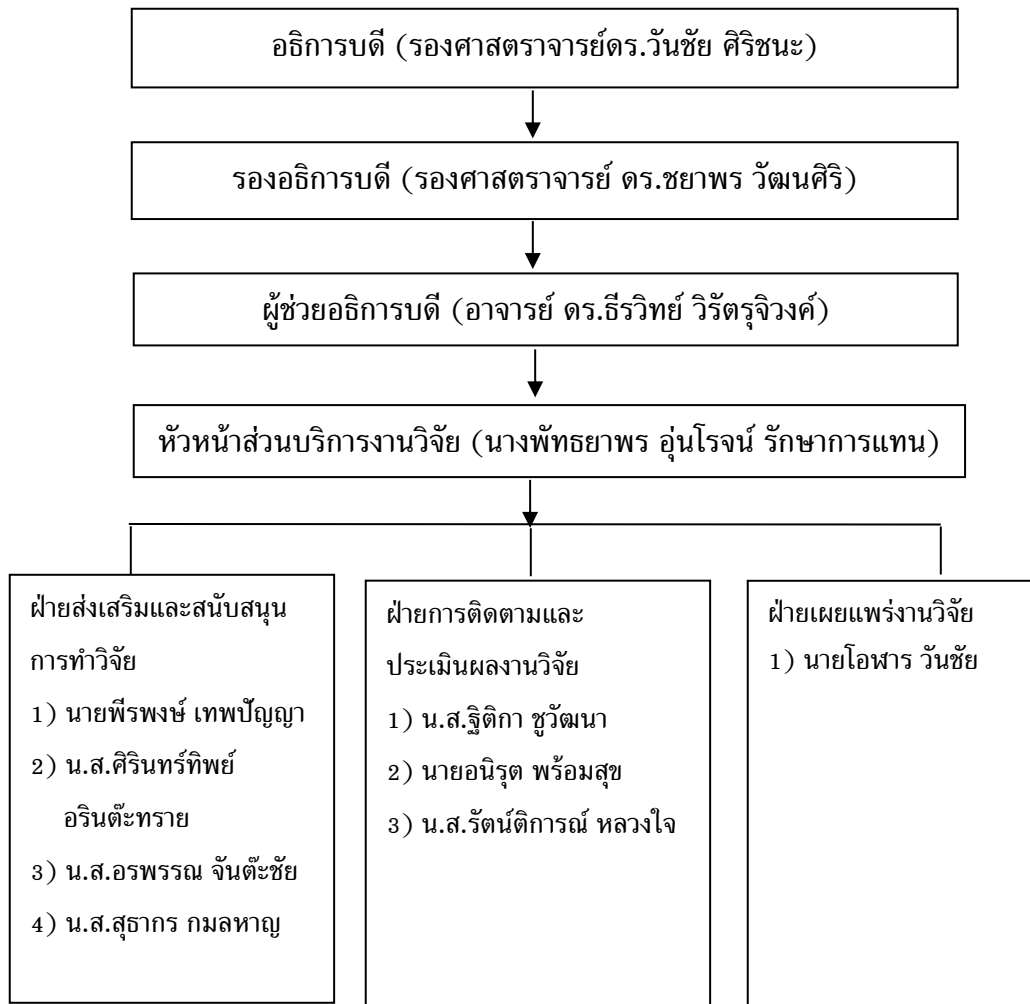 อธิการบดี (รองศาสตราจารย์ดร.วันชัย ศิริชนะ)
รองอธิการบดี (รองศาสตราจารย์ ดร.ชยาพร วัฒนศิริ)
ผู้ช่วยอธิการบดี (อาจารย์ ดร.ธีรวิทย์ วิรัตรุจิวงค์)
หัวหน้าส่วนบริการงานวิจัย (นางพัทธยาพร อุ่นโรจน์ รักษาการแทน)
ฝ่ายส่งเสริมและสนับสนุน
การทำวิจัย
1) นายพีรพงษ์ เทพปัญญา
2) น.ส.ศิรินทร์ทิพย์
อรินต๊ะทราย
3) น.ส.อรพรรณ จันต๊ะชัย
4) น.ส.สุธากร กมลหาญ
ฝ่ายการติดตามและ
ประเมินผลงานวิจัย
1) น.ส.ฐิติกา ชูวัฒนา
2) นายอนิรุต พร้อมสุข
3) น.ส.รัตน์ติการณ์ หลวงใจ
ฝ่ายเผยแพร่งานวิจัย
1) นายโอฬาร วันชัย